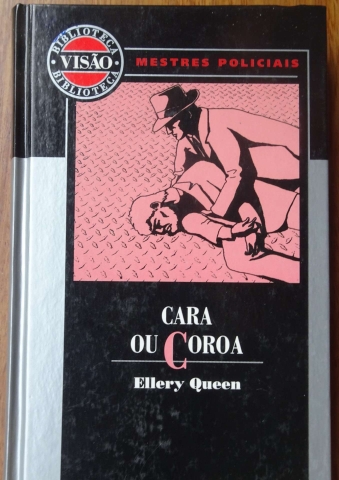 BIBLIOTECA
VISÃO
BIBLIOTECA
MESTRES POLICIAIS
CARA
OU COROA
Ellery Queen